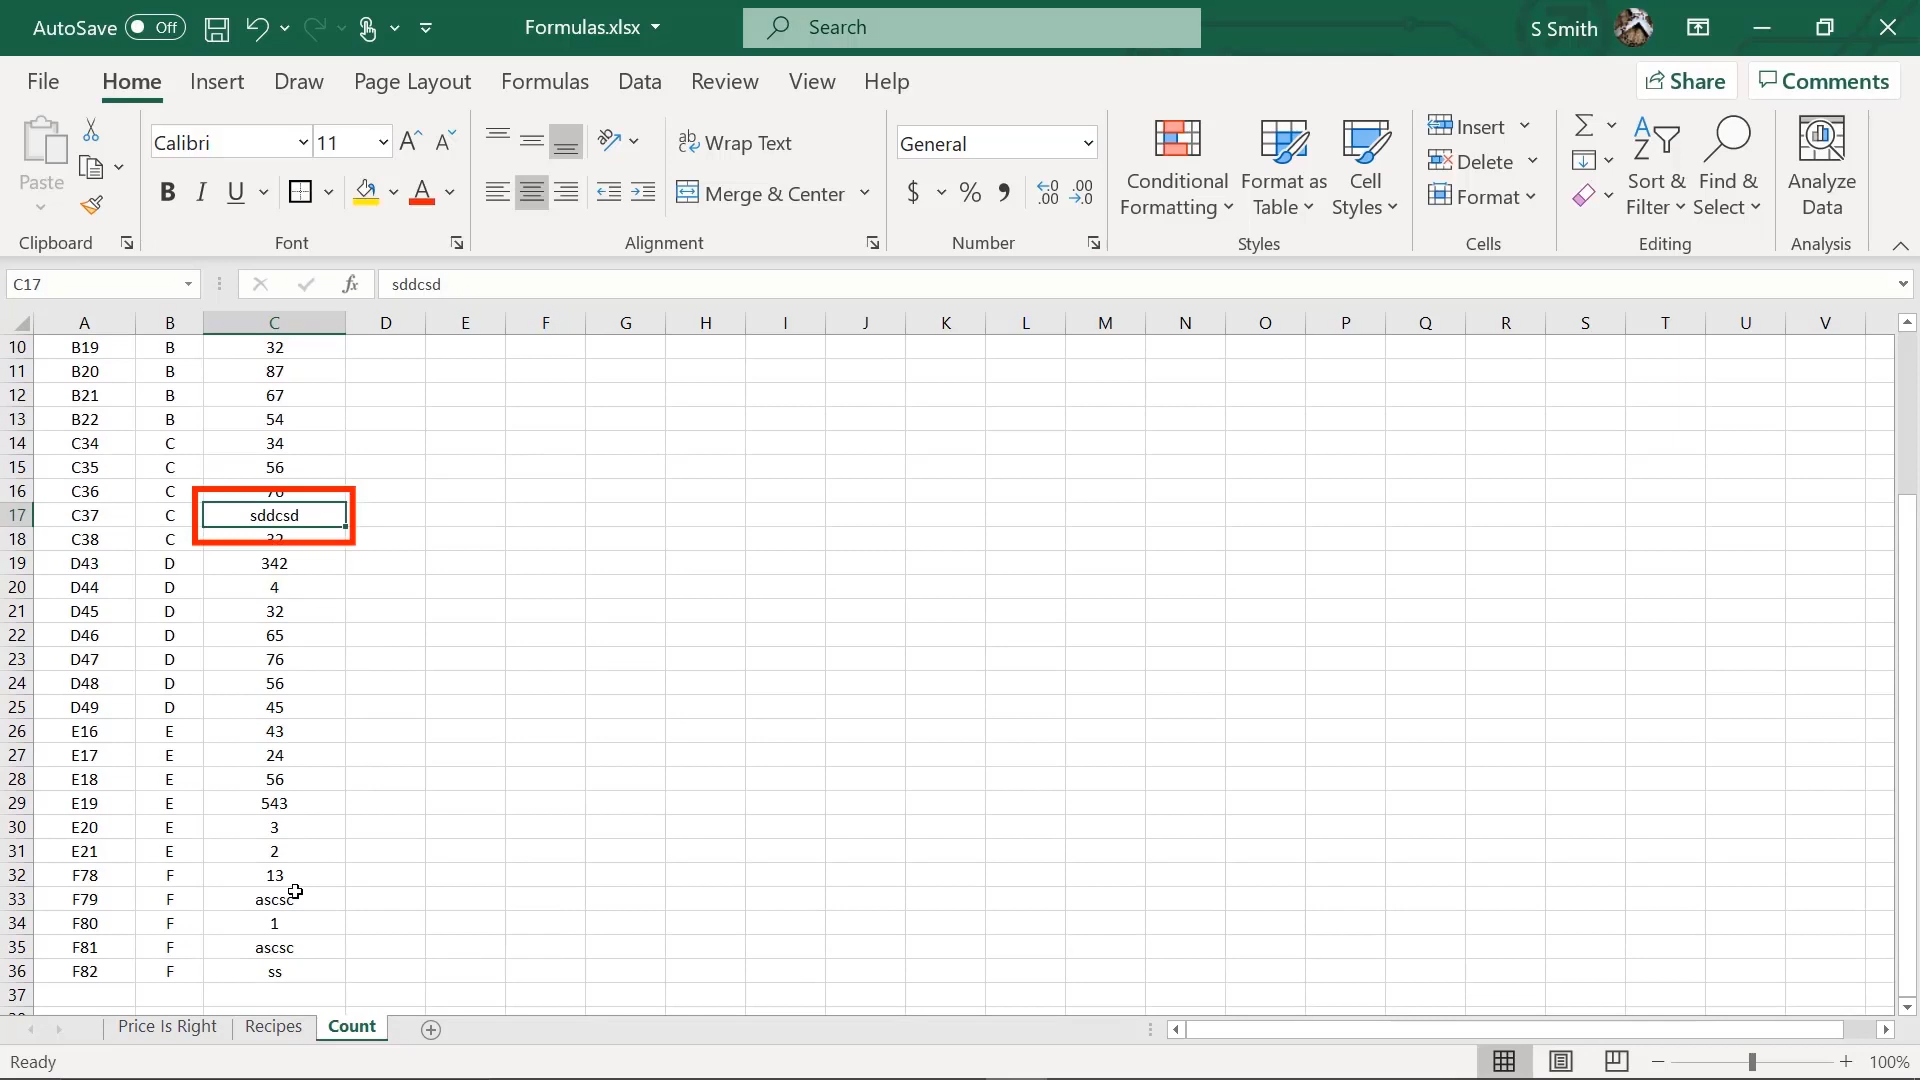 AutoSave Off Formulas.xlsx Search S Smith
File Home Insert Draw Page Layout Formulas Data Review View Help Share Comments
Paste Calibri 11 A A Wrap Text General Conditional Formatting Format as Table Cell Styles Insert Delete Format Sort & Filter Find & Select Analyze Data
B I U A Merge & Center $ % 9 .00 .00
Clipboard Font Alignment Number Styles Cells Editing Analysis
C17 fx sddcsd
A B C D E F G H I J K L M N O P Q R S T U V
10 B19 B 32
11 B20 B 87
12 B21 B 67
13 B22 B 54
14 C34 C 34
15 C35 C 56
16 C36 C 76
17 C37 C sddcsd
18 C38 C 32
19 D43 D 342
20 D44 D 4
21 D45 D 32
22 D46 D 65
23 D47 D 76
24 D48 D 56
25 D49 D 45
26 E16 E 43
27 E17 E 24
28 E18 E 56
29 E19 E 543
30 E20 E 3
31 E21 E 2
32 F78 F 13
33 F79 F ascsc
34 F80 F 1
35 F81 F ascsc
36 F82 F ss
37
Price Is Right Recipes Count
Ready 100%